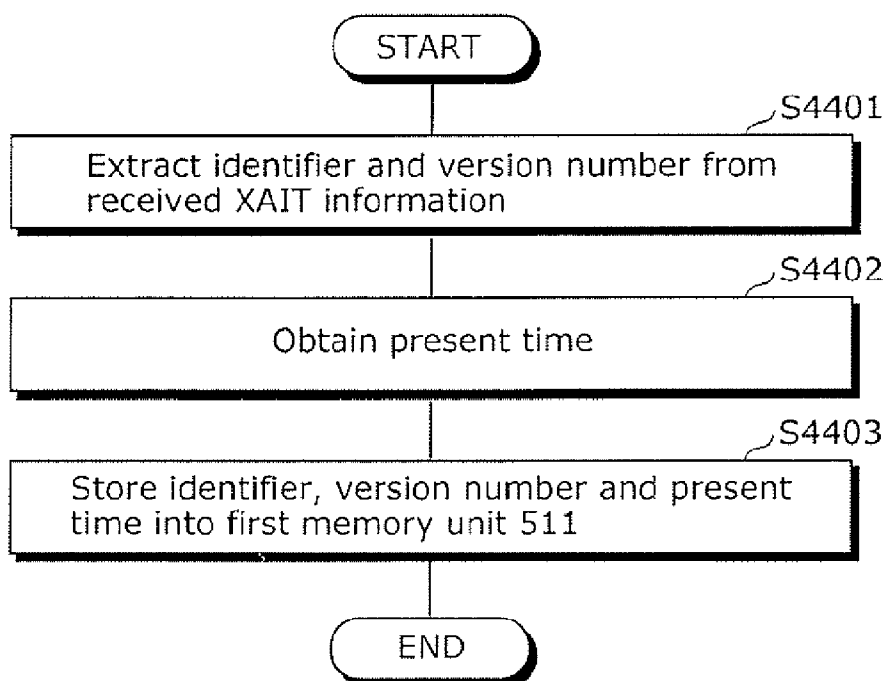 START
S4401
Extract identifier and version number from
received XAIT information
S4402
Obtain present time
S4403
Store identifier, version number and present
time into first memory unit 511
END